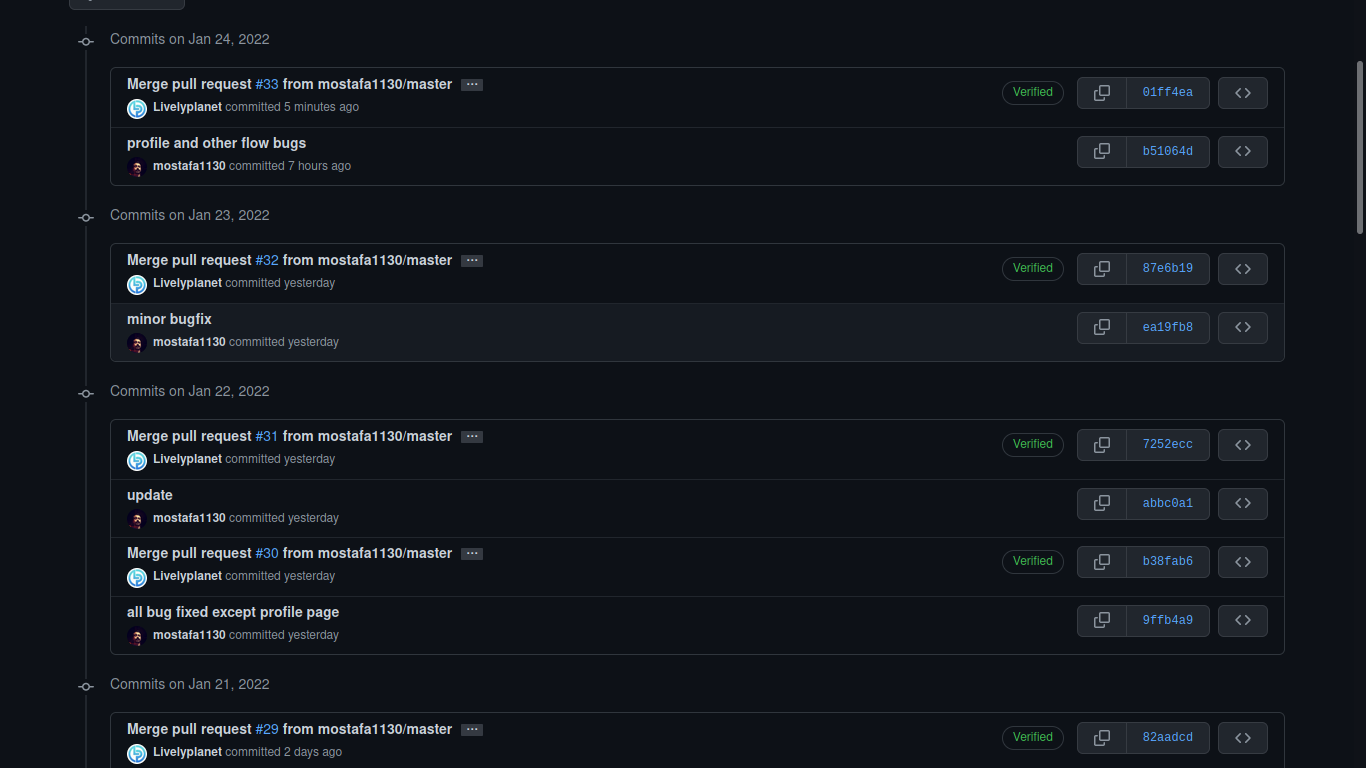 Commits on Jan 24, 2022
Merge pull request #33 from mostafa1130/master ...
Livelyplanet committed 5 minutes ago
Verified
01ff4ea
profile and other flow bugs
mostafa1130 committed 7 hours ago
b51064d
Commits on Jan 23, 2022
Merge pull request #32 from mostafa1130/master ...
Livelyplanet committed yesterday
Verified
87e6b19
minor bugfix
mostafa1130 committed yesterday
ea19fb8
Commits on Jan 22, 2022
Merge pull request #31 from mostafa1130/master ...
Livelyplanet committed yesterday
Verified
7252ecc
update
mostafa1130 committed yesterday
abbc0a1
Merge pull request #30 from mostafa1130/master ...
Livelyplanet committed yesterday
Verified
b38fab6
all bug fixed except profile page
mostafa1130 committed yesterday
9ffb4a9
Commits on Jan 21, 2022
Merge pull request #29 from mostafa1130/master ...
Livelyplanet committed 2 days ago
Verified
82aadcd